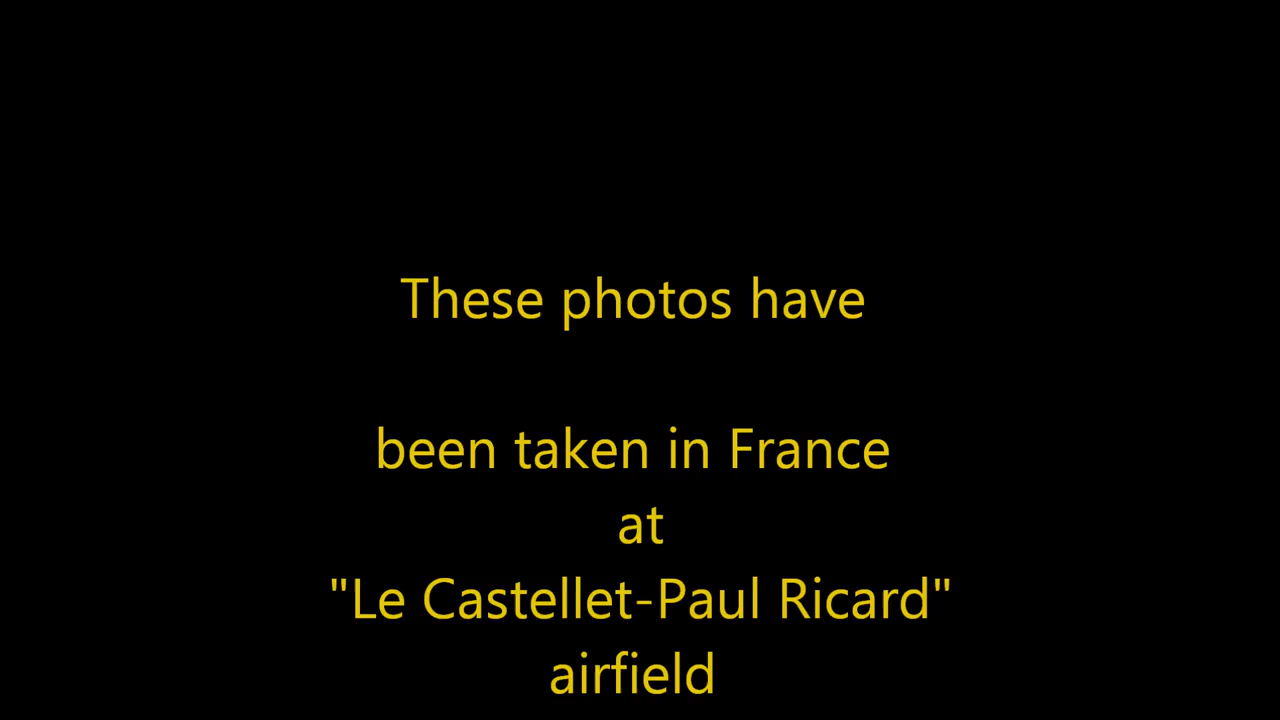 These photos have
been taken in France
at
"Le Castellet-Paul Ricard"
airfield